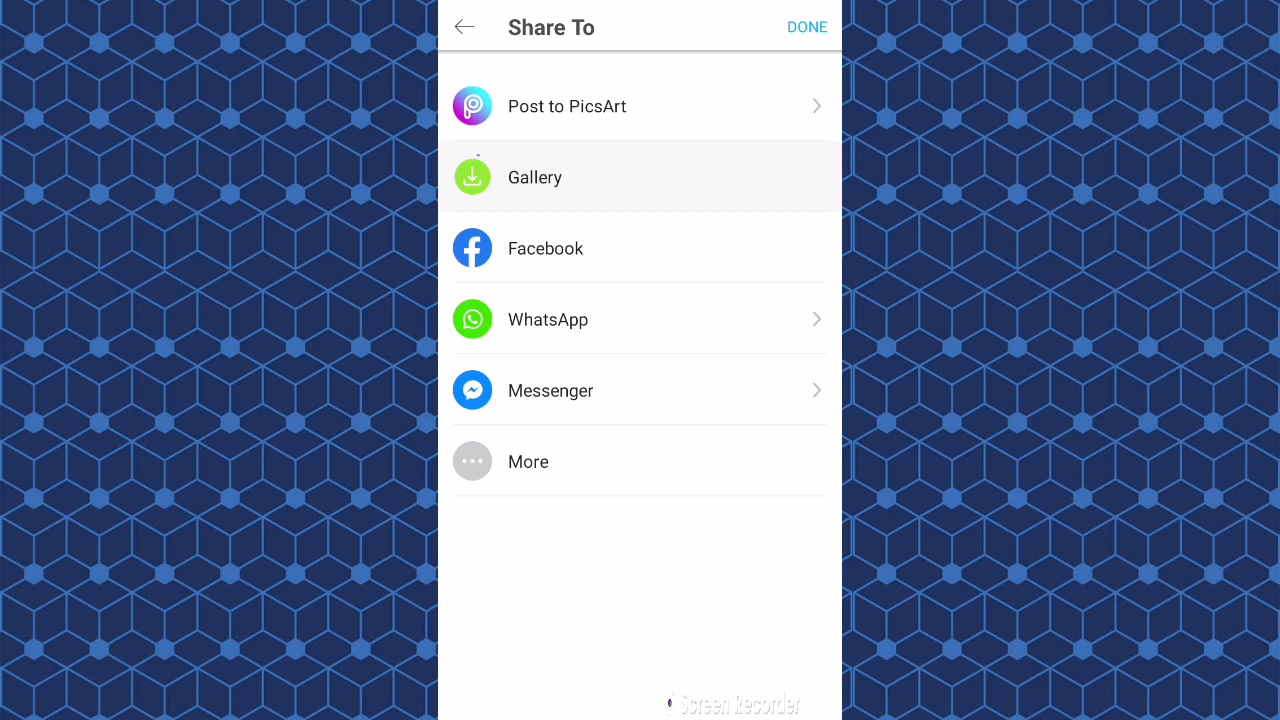 Share To
DONE
Post to PicsArt
Gallery
Facebook
WhatsApp
Messenger
More
Screen Recorder